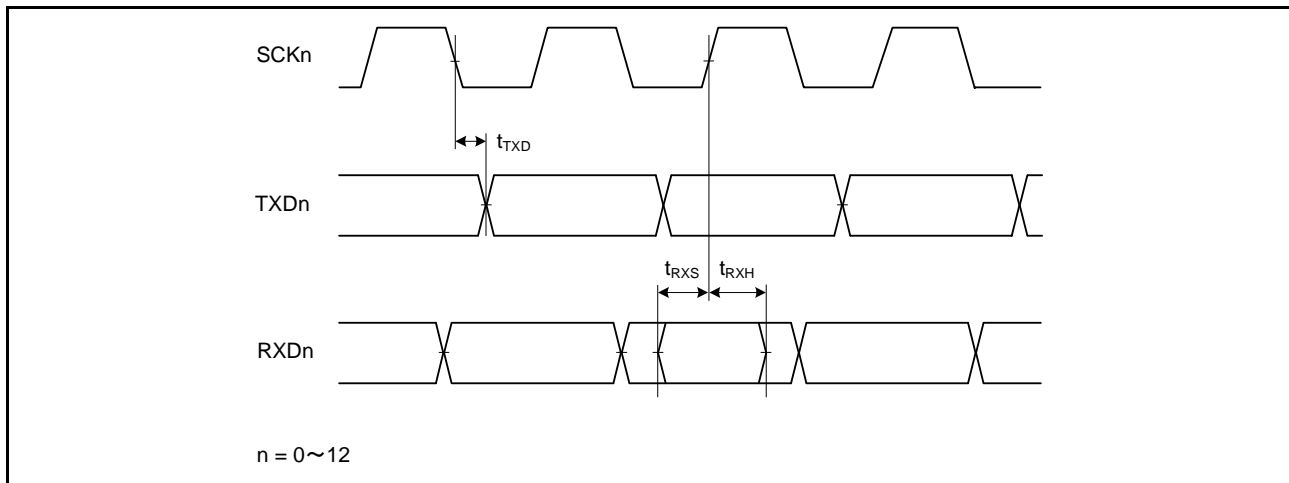 SCKn
tTXD
TXDn
tRXS tRXH
RXDn
n = 0～12